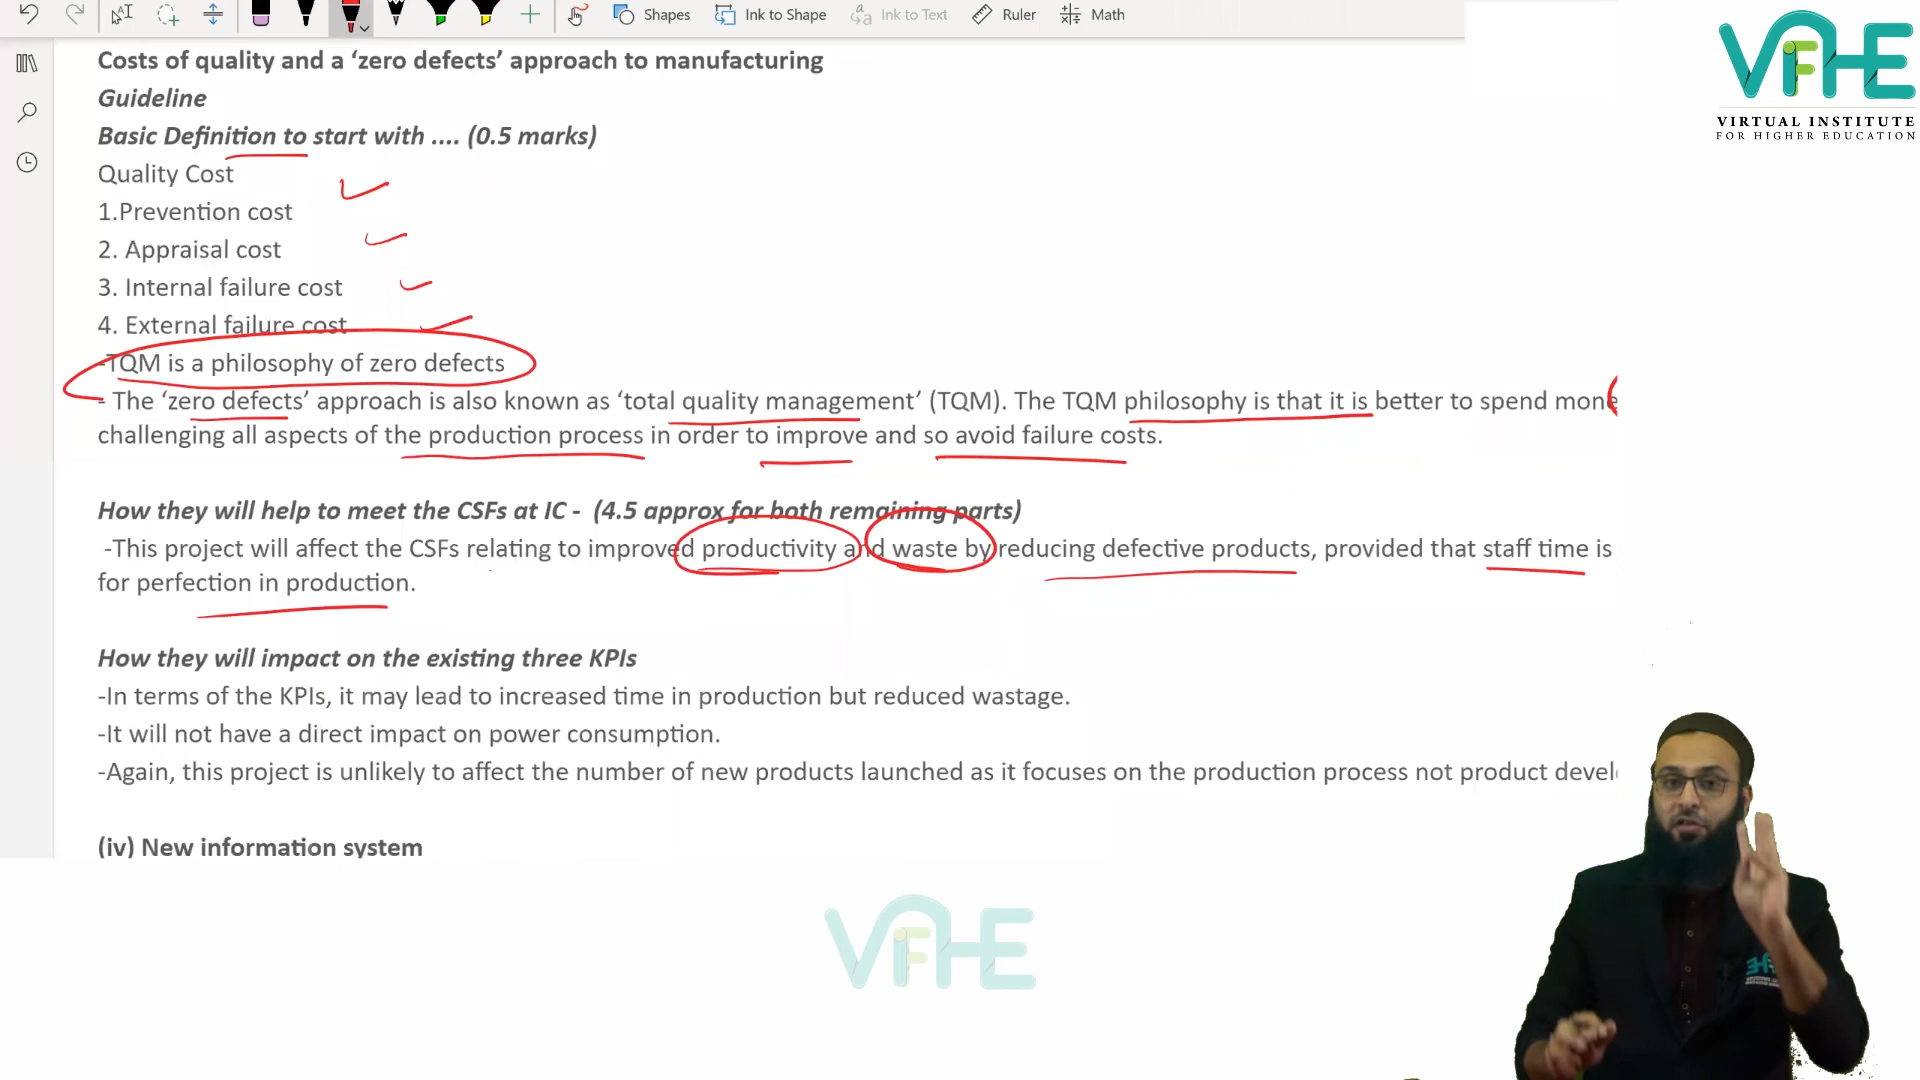 Shapes
Ink to Shape
Ink to Text
Ruler
Math
VFHE
VIRTUAL INSTITUTE
FOR HIGHER EDUCATION
Costs of quality and a ‘zero defects’ approach to manufacturing
Guideline
Basic Definition to start with .... (0.5 marks)
Quality Cost
1.Prevention cost
2. Appraisal cost
3. Internal failure cost
4. External failure cost
-TQM is a philosophy of zero defects
- The ‘zero defects’ approach is also known as ‘total quality management’ (TQM). The TQM philosophy is that it is better to spend mone
challenging all aspects of the production process in order to improve and so avoid failure costs.
How they will help to meet the CSFs at IC - (4.5 approx for both remaining parts)
-This project will affect the CSFs relating to improved productivity and waste by reducing defective products, provided that staff time is
for perfection in production.
How they will impact on the existing three KPIs
-In terms of the KPIs, it may lead to increased time in production but reduced wastage.
-It will not have a direct impact on power consumption.
-Again, this project is unlikely to affect the number of new products launched as it focuses on the production process not product devel
(iv) New information system
VFHE